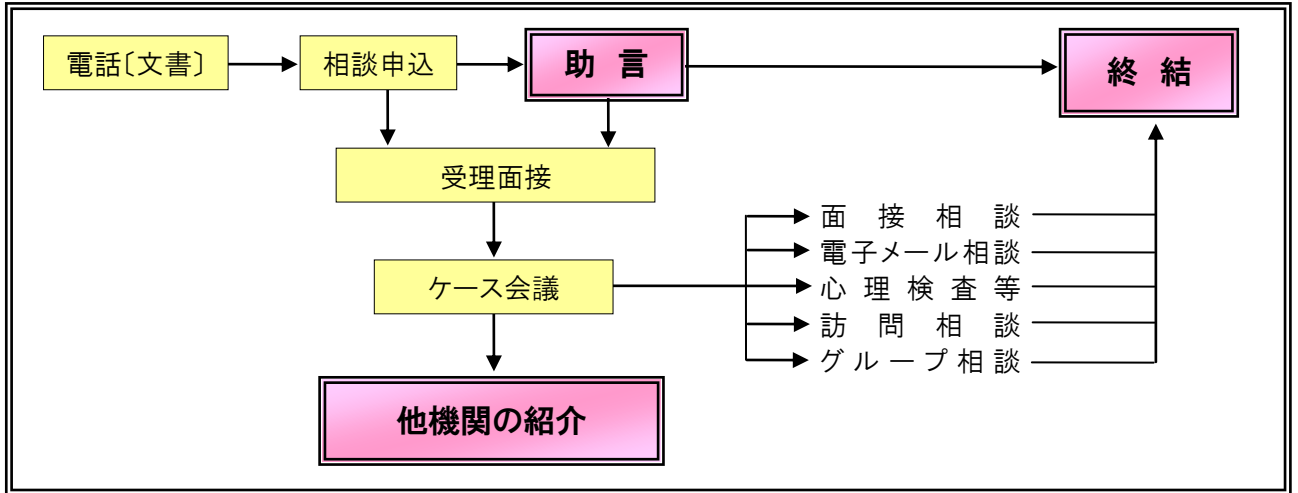 電話〔文書〕
相談申込
助言
終結
受理面接
面接相談
電子メール相談
ケース会議
心理検査等
訪問相談
グループ相談
他機関の紹介